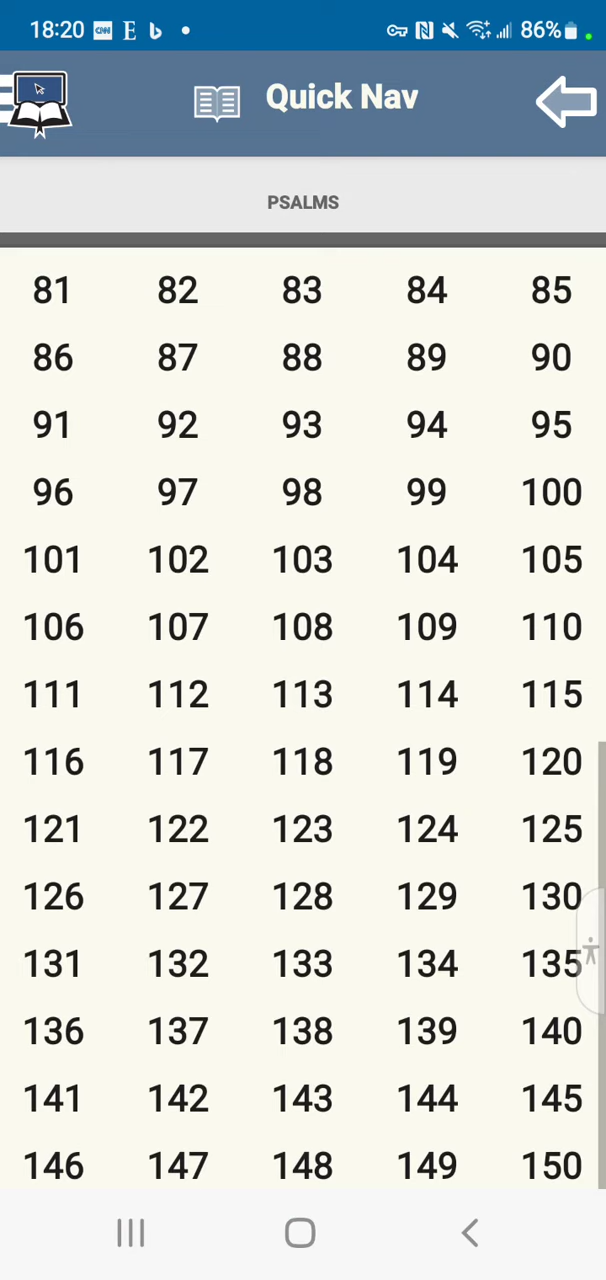 18:20 CNN E b 86%
Quick Nav
PSALMS
81 82 83 84 85
86 87 88 89 90
91 92 93 94 95
96 97 98 99 100
101 102 103 104 105
106 107 108 109 110
111 112 113 114 115
116 117 118 119 120
121 122 123 124 125
126 127 128 129 130
131 132 133 134 135
136 137 138 139 140
141 142 143 144 145
146 147 148 149 150